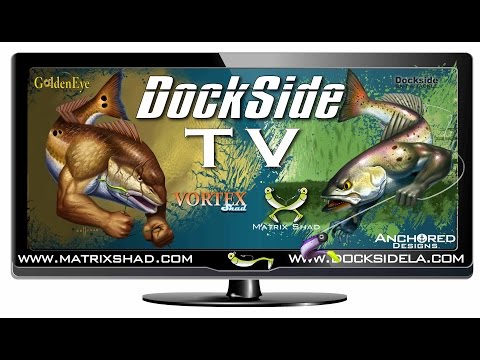 GoldenEye
DockSide
Dockside
TV
VORTEX
Shad
Matrix Shad
Anchored
Designs
www.matrixshad.com
www.docksidela.com